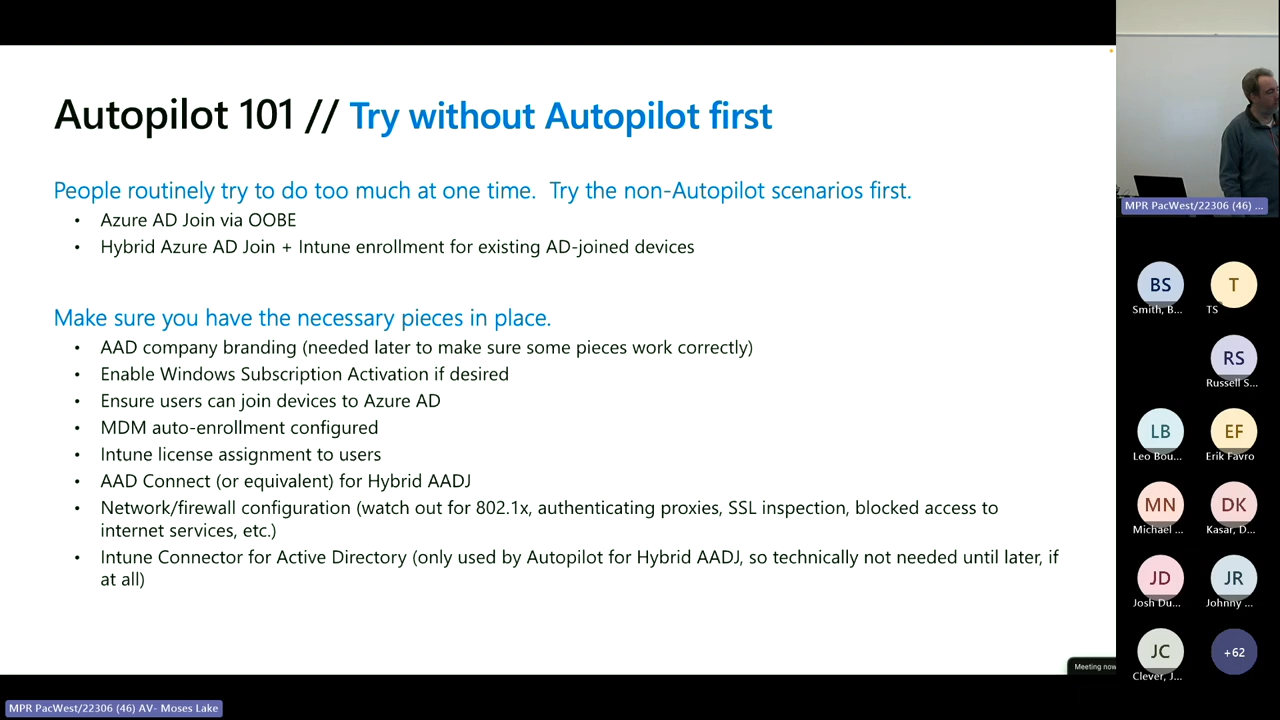 Autopilot 101 // Try without Autopilot first
People routinely try to do too much at one time.  Try the non-Autopilot scenarios first.
• Azure AD Join via OOBE
• Hybrid Azure AD Join + Intune enrollment for existing AD-joined devices
Make sure you have the necessary pieces in place.
• AAD company branding (needed later to make sure some pieces work correctly)
• Enable Windows Subscription Activation if desired
• Ensure users can join devices to Azure AD
• MDM auto-enrollment configured
• Intune license assignment to users
• AAD Connect (or equivalent) for Hybrid AADJ
• Network/firewall configuration (watch out for 802.1x, authenticating proxies, SSL inspection, blocked access to
internet services, etc.)
• Intune Connector for Active Directory (only used by Autopilot for Hybrid AADJ, so technically not needed until later, if
at all)
Meeting now
MPR PacWest/22306 (46) AV- Moses Lake
MPR PacWest/22306 (46) ...
BS
Smith, B...
T
TS
RS
Russell S...
LB
Leo Bou...
EF
Erik Favro
MN
Michael ...
DK
Kasar, D...
JD
Josh Du...
JR
Johnny ...
JC
Clever, J...
+62